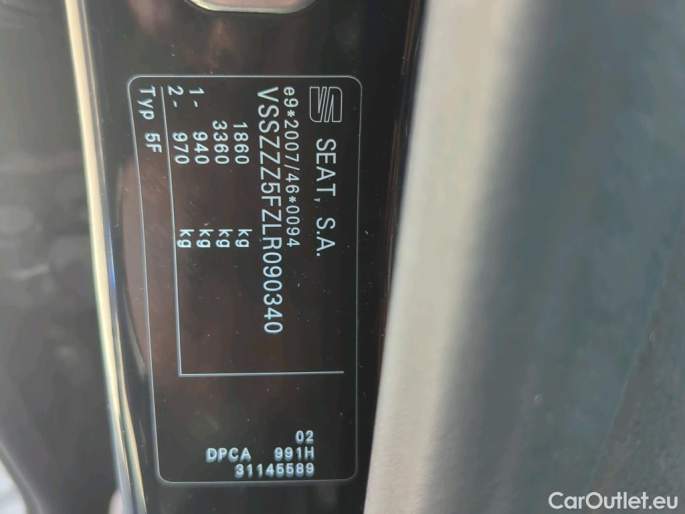 SEAT, S.A.
e9*2007/46*0094
VSSZZZ5FZLR090340
1860 kg
3360 kg
1- 940 kg
2- 970 kg
Typ 5F
02
DPCA 991H
31145589
CarOutlet.eu